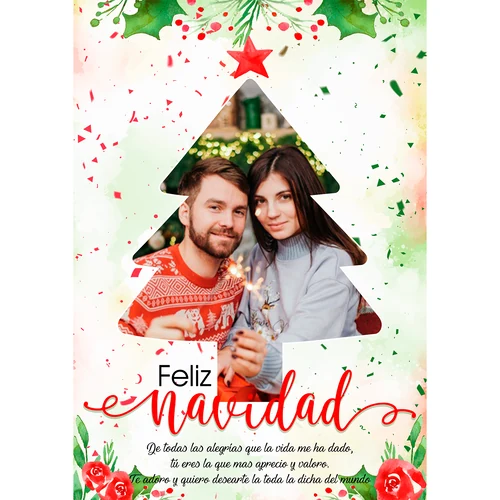 Feliz
navidad
De todas las alegrías que la vida me ha dado,
tú eres la que mas aprecio y valoro.
Te adoro y quiero desearte la toda la dicha del mundo